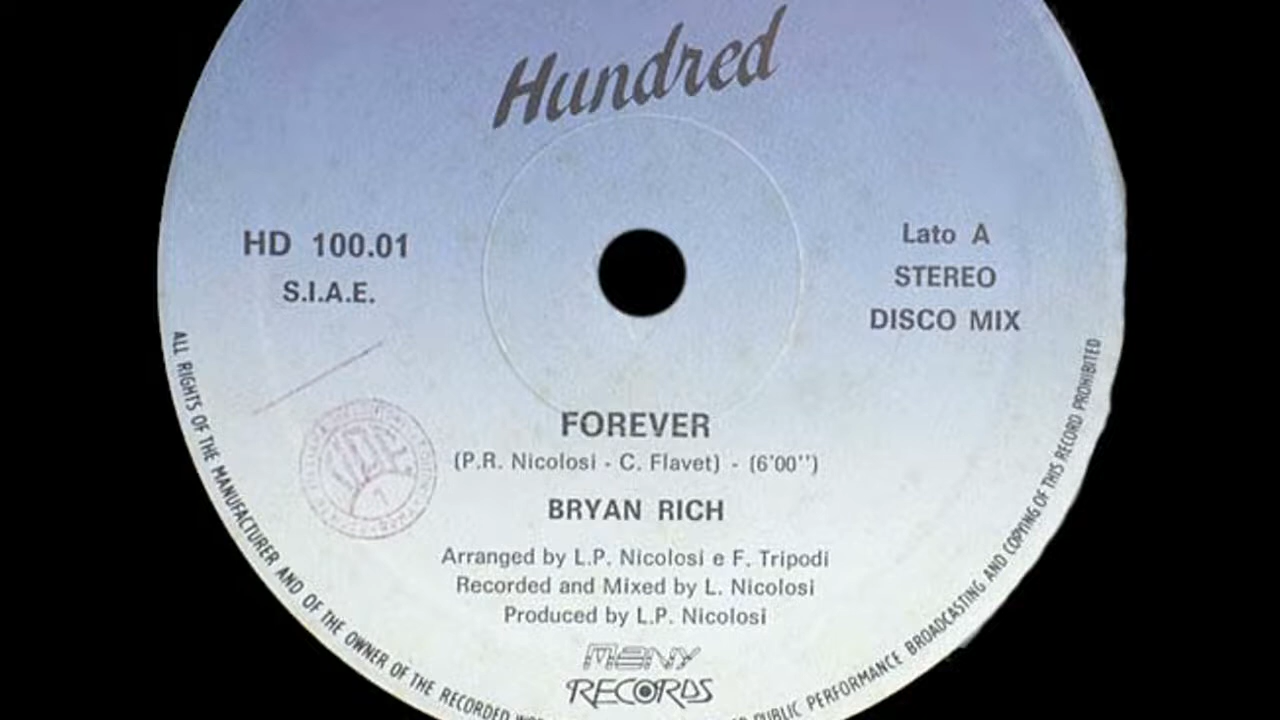 Hundred
HD 100.01
S.I.A.E.
Lato A
STEREO
DISCO MIX
FOREVER
(P.R. Nicolosi - C. Flavet) - (6'00'')
BRYAN RICH
Arranged by L.P. Nicolosi e F. Tripodi
Recorded and Mixed by L. Nicolosi
Produced by L.P. Nicolosi
MANY
RECORDS
ALL RIGHTS OF THE MANUFACTURER AND OF THE OWNER OF THE RECORDED
PUBLIC PERFORMANCE BROADCASTING AND COPYING OF THIS RECORD PROHIBITED